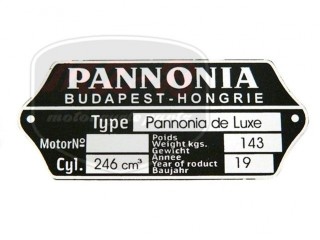 PANNONIA
BUDAPEST-HONGRIE
Type Pannonia de Luxe
MotorNº
Poids
Weight kgs. 143
Gewicht
Cyl. 246 cm³
Annee
Year of roduct 19
Baujahr